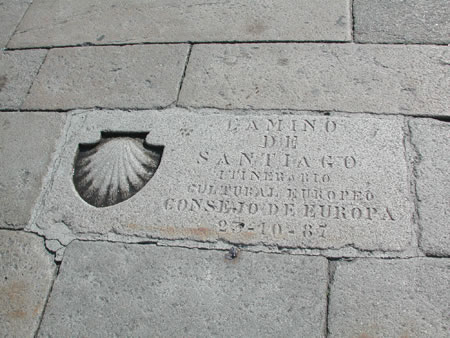 CAMINO
DE
SANTIAGO
ITINERARIO
CULTURAL EUROPEO
CONSEJO DE EUROPA
23-10-87